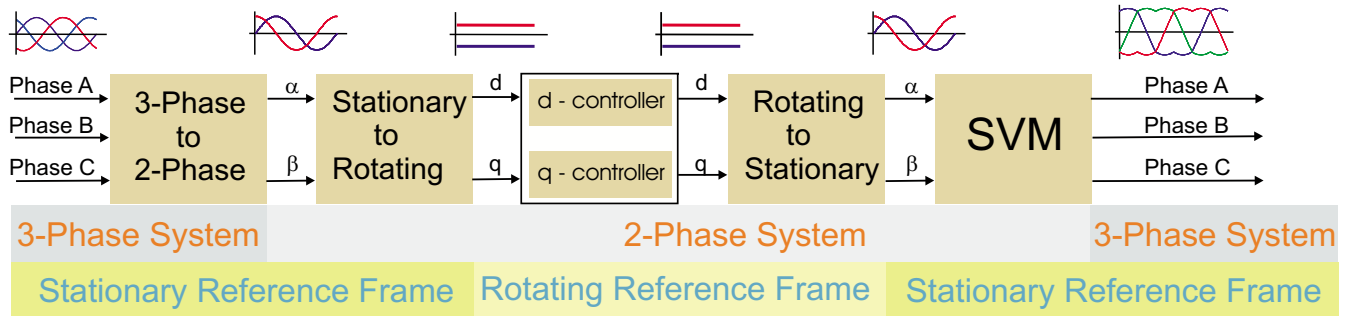 Phase A
Phase B
Phase C
3-Phase
to
2-Phase
α
β
Stationary
to
Rotating
d
q
d - controller
q - controller
d
q
Rotating
to
Stationary
α
β
SVM
Phase A
Phase B
Phase C
3-Phase System
2-Phase System
3-Phase System
Stationary Reference Frame
Rotating Reference Frame
Stationary Reference Frame